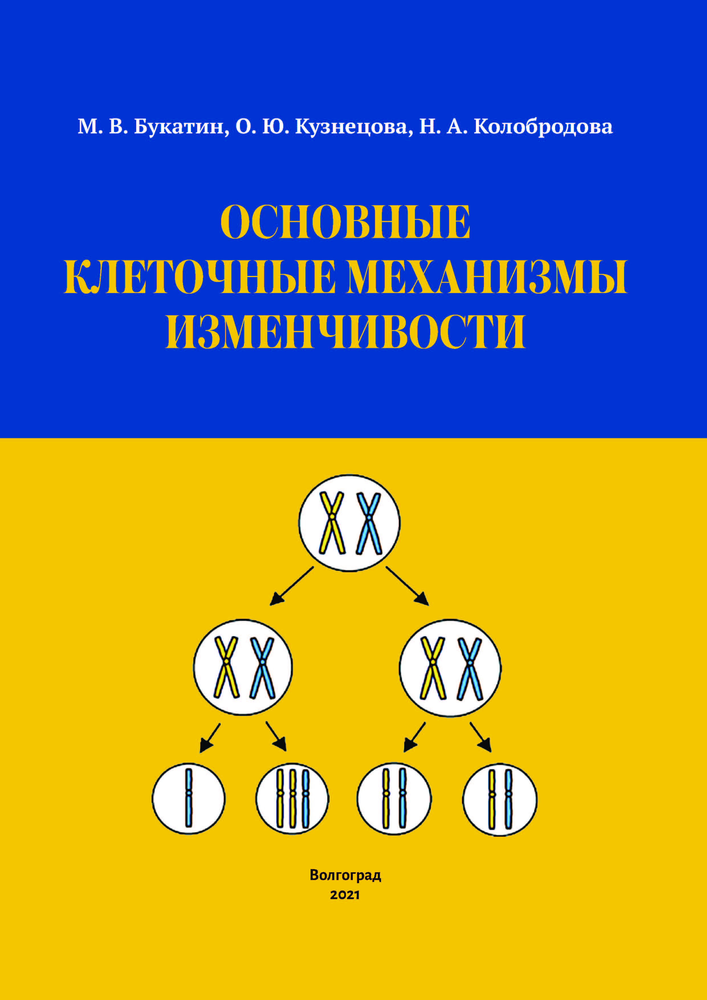 М. В. Букатин, О. Ю. Кузнецова, Н. А. Колобродова
ОСНОВНЫЕ
КЛЕТОЧНЫЕ МЕХАНИЗМЫ
ИЗМЕНЧИВОСТИ
Волгоград
2021